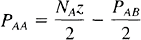 P_{AA} = \frac{N_A z}{2} - \frac{P_{AB}}{2}